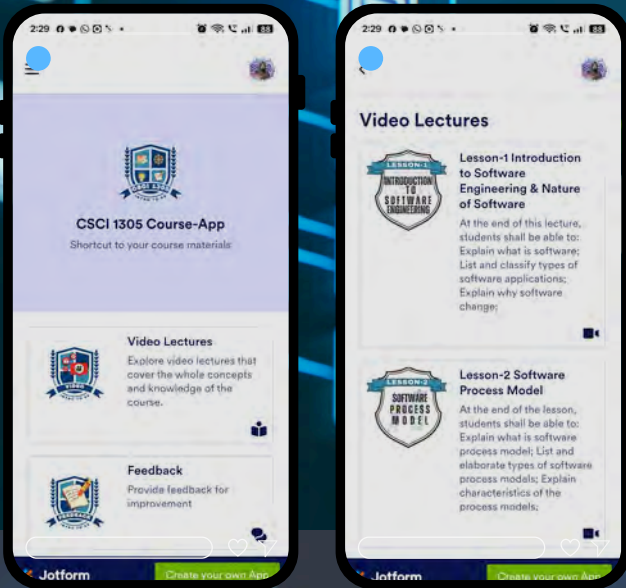 2:29
88
CSCI 1305
CSCI 1305 Course-App
Shortcut to your course materials
Video Lectures
Explore video lectures that
cover the whole concepts
and knowledge of the
course.
VIDEO
Feedback
Provide feedback for
improvement
FEEDBACK
Jotform
Create your own App
2:29
88
Video Lectures
LESSON-1
INTRODUCTION
TO
SOFTWARE
ENGINEERING
Lesson-1 Introduction
to Software
Engineering & Nature
of Software
At the end of this lecture,
students shall be able to:
Explain what is software;
List and classify types of
software applications;
Explain why software
change;
LESSON-2
SOFTWARE
PROCESS
MODEL
Lesson-2 Software
Process Model
At the end of the lesson,
students shall be able to:
Explain what is software
process model; List and
elaborate types of software
process modals; Explain
characteristics of the
process models;
Jotform
Create your own App